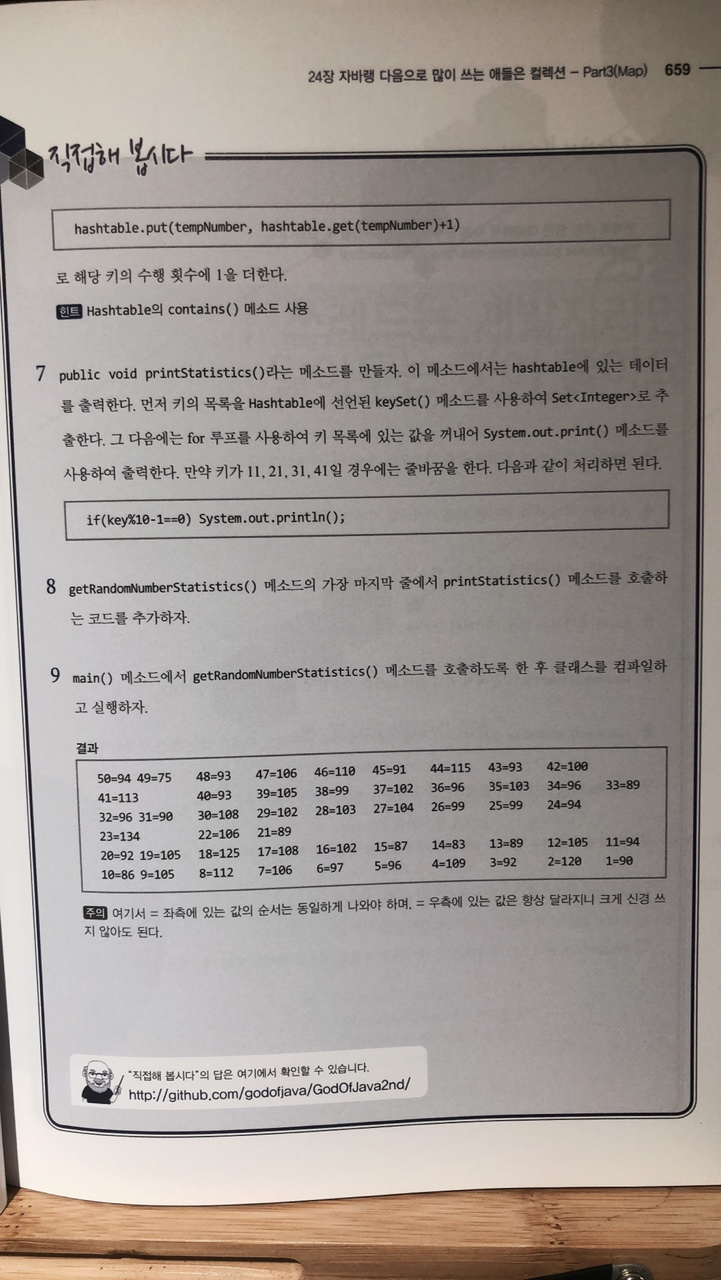 24장 자바랭 다음으로 많이 쓰는 애들은 컬렉션 – Part3(Map) 659
직접해 봅시다
hashtable.put(tempNumber, hashtable.get(tempNumber)+1)
로 해당 키의 수행 횟수에 1을 더한다.
힌트 Hashtable의 contains() 메소드 사용
7 public void printStatistics()라는 메소드를 만들자. 이 메소드에서는 hashtable에 있는 데이터
를 출력한다. 먼저 키의 목록을 Hashtable에 선언된 keySet() 메소드를 사용하여 Set<Integer>로 추
출한다. 그 다음에는 for 루프를 사용하여 키 목록에 있는 값을 꺼내어 System.out.print() 메소드를
사용하여 출력한다. 만약 키가 11, 21, 31, 41일 경우에는 줄바꿈을 한다. 다음과 같이 처리하면 된다.
if(key%10-1==0) System.out.println();
8 getRandomNumberStatistics() 메소드의 가장 마지막 줄에서 printStatistics() 메소드를 호출하
는 코드를 추가하자.
9 main() 메소드에서 getRandomNumberStatistics() 메소드를 호출하도록 한 후 클래스를 컴파일하
고 실행하자.
결과
50=94 49=75 48=93 47=106 46=110 45=91 44=115 43=93 42=100
41=113 40=93 39=105 38=99 37=102 36=96 35=103 34=96 33=89
32=96 31=90 30=108 29=102 28=103 27=104 26=99 25=99 24=94
23=134 22=106 21=89
20=92 19=105 18=125 17=108 16=102 15=87 14=83 13=89 12=105 11=94
10=86 9=105 8=112 7=106 6=97 5=96 4=109 3=92 2=120 1=90
주의 여기서 = 좌측에 있는 값의 순서는 동일하게 나와야 하며, = 우측에 있는 값은 항상 달라지니 크게 신경 쓰
지 않아도 된다.
"직접해 봅시다"의 답은 여기에서 확인할 수 있습니다.
http://github.com/godofjava/GodOfJava2nd/